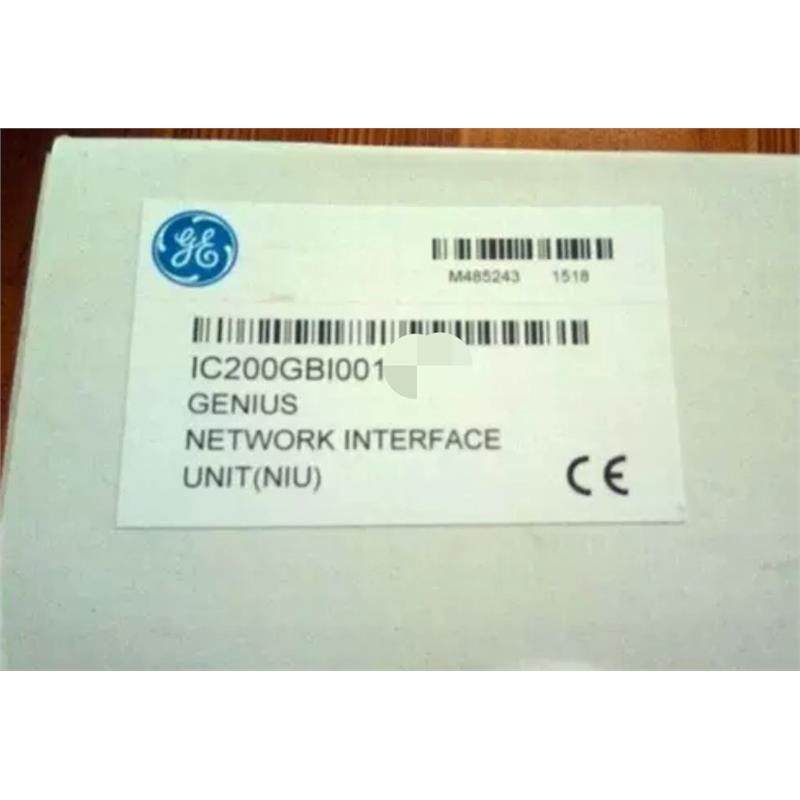 GE
M485243 1518
IC200GBI001
GENIUS
NETWORK INTERFACE
UNIT(NIU)
CE